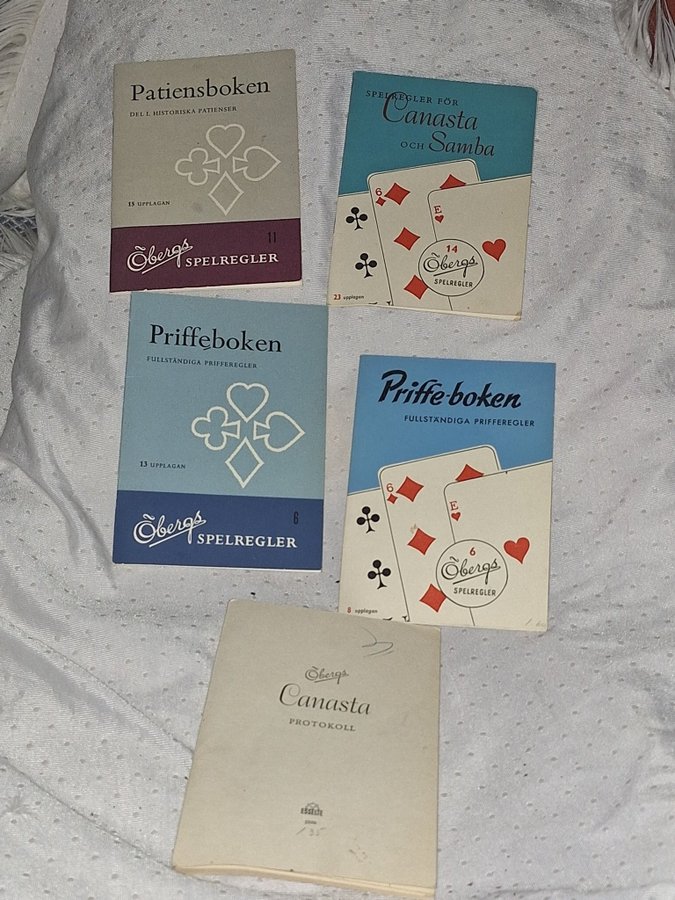 Patiensboken
DEL I. HISTORISKA PATIENSER
15 UPPLAGAN
11
Öbergs SPELREGLER
SPELREGLER FÖR
Canasta
OCH Samba
6
E
14
Öbergs
SPELREGLER
23 upplagan
Priffeboken
FULLSTÄNDIGA PRIFFEREGLER
13 UPPLAGAN
6
Öbergs SPELREGLER
Priffe-boken
FULLSTÄNDIGA PRIFFEREGLER
6
E
6
Öbergs
SPELREGLER
8 upplagan
Öbergs
Canasta
PROTOKOLL